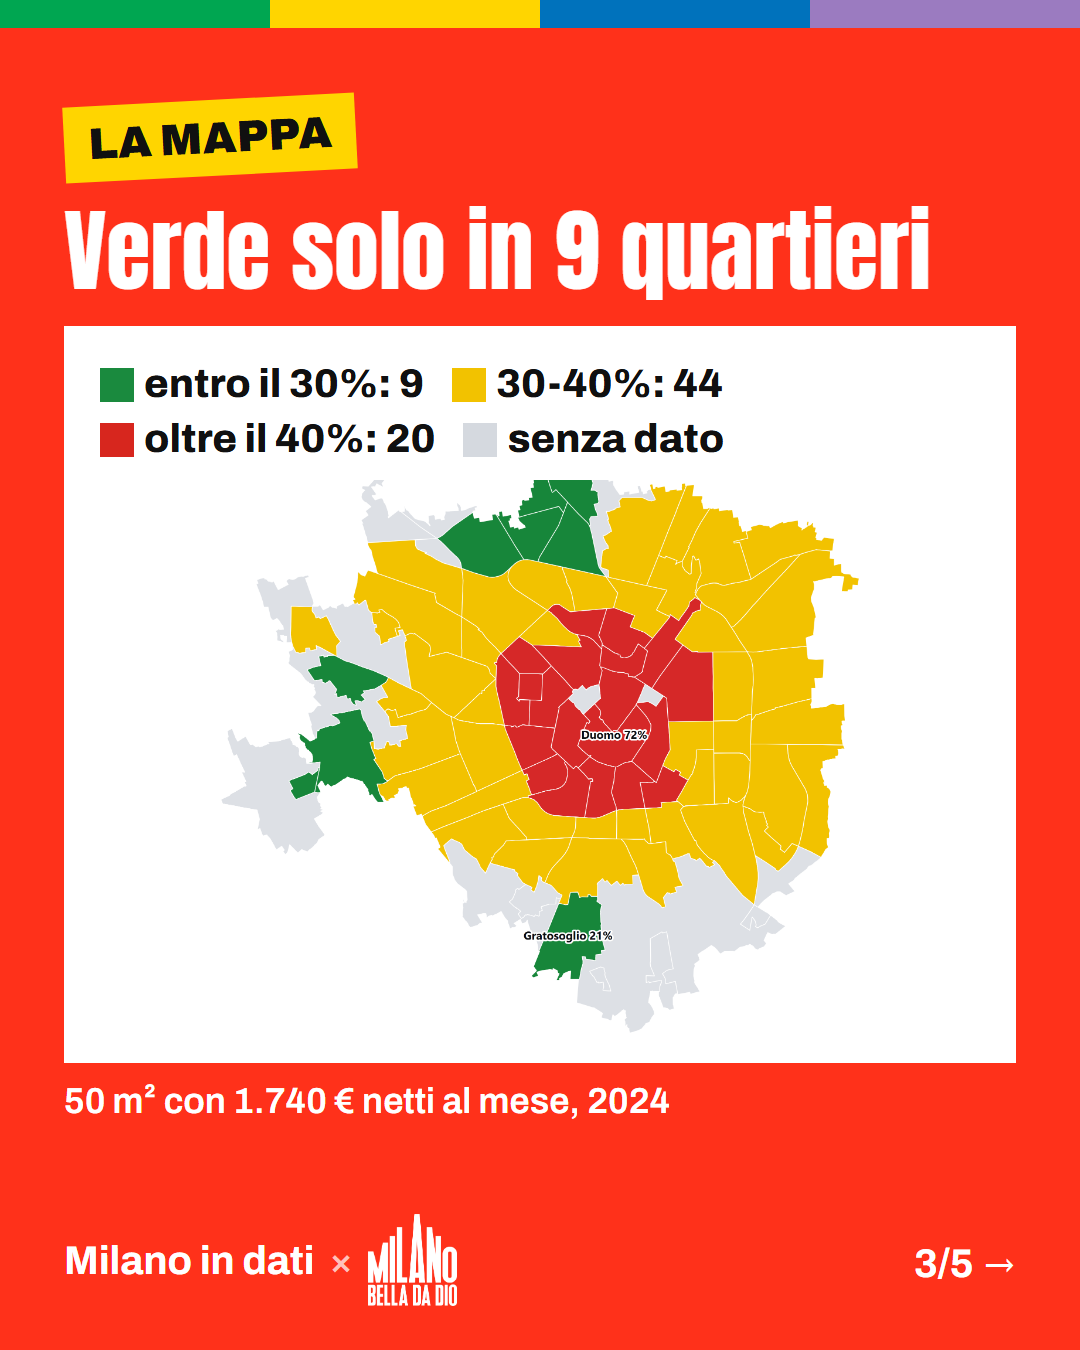 LA MAPPA
Verde solo in 9 quartieri
entro il 30%: 9 30-40%: 44
oltre il 40%: 20 senza dato
Duomo 72%
Gratosoglio 21%
50 m² con 1.740 € netti al mese, 2024
Milano in dati × MILANO
BELLA DA DIO
3/5 →